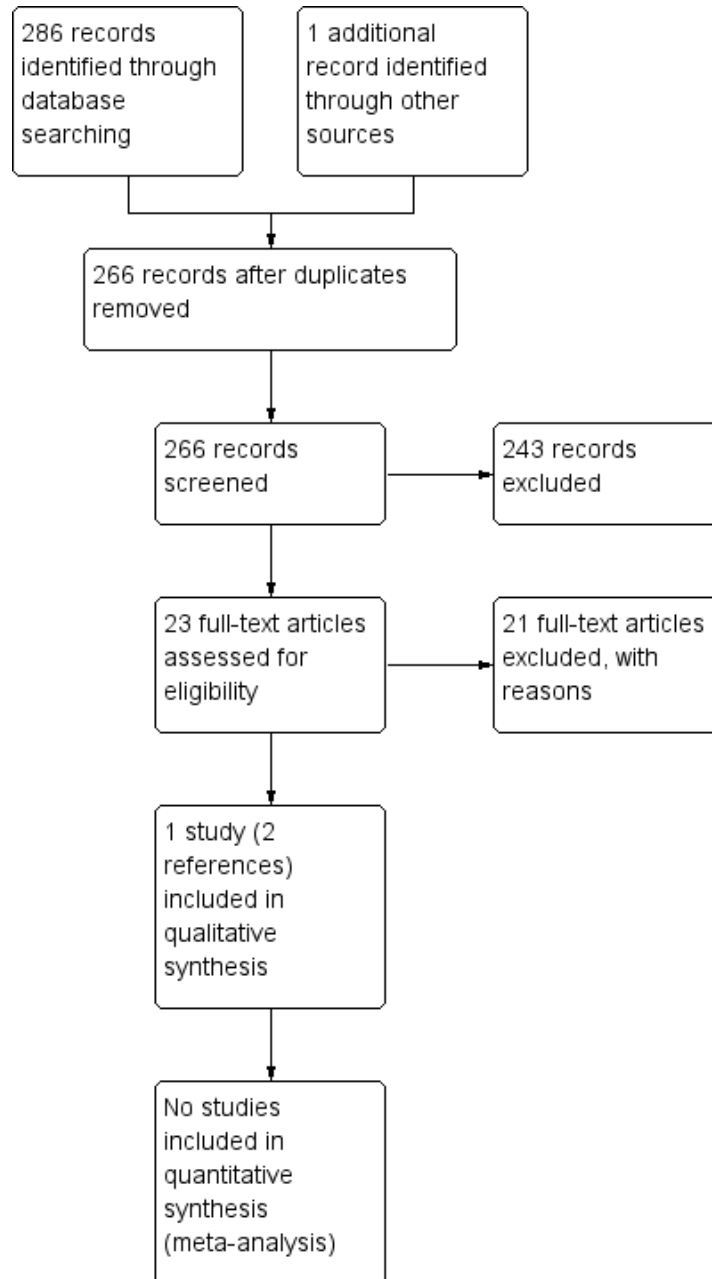 286 records
identified through
database
searching
1 additional
record identified
through other
sources
266 records after duplicates
removed
266 records
screened
243 records
excluded
23 full-text articles
assessed for
eligibility
21 full-text articles
excluded, with
reasons
1 study (2
references)
included in
qualitative
synthesis
No studies
included in
quantitative
synthesis
(meta-analysis)